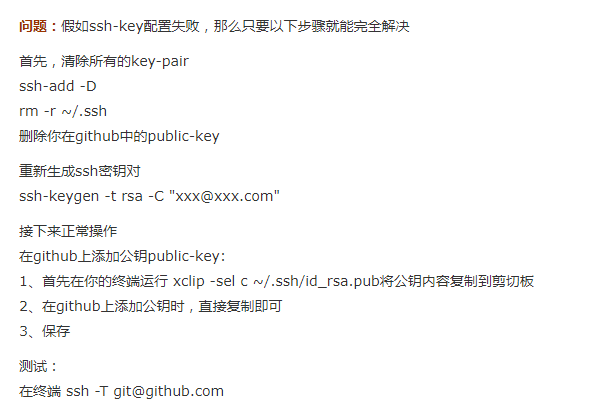 问题：假如ssh-key配置失败，那么只要以下步骤就能完全解决
首先，清除所有的key-pair
ssh-add -D
rm -r ~/.ssh
删除你在github中的public-key
重新生成ssh密钥对
ssh-keygen -t rsa -C "xxx@xxx.com"
接下来正常操作
在github上添加公钥public-key:
1、首先在你的终端运行 xclip -sel c ~/.ssh/id_rsa.pub将公钥内容复制到剪切板
2、在github上添加公钥时，直接复制即可
3、保存
测试：
在终端 ssh -T git@github.com